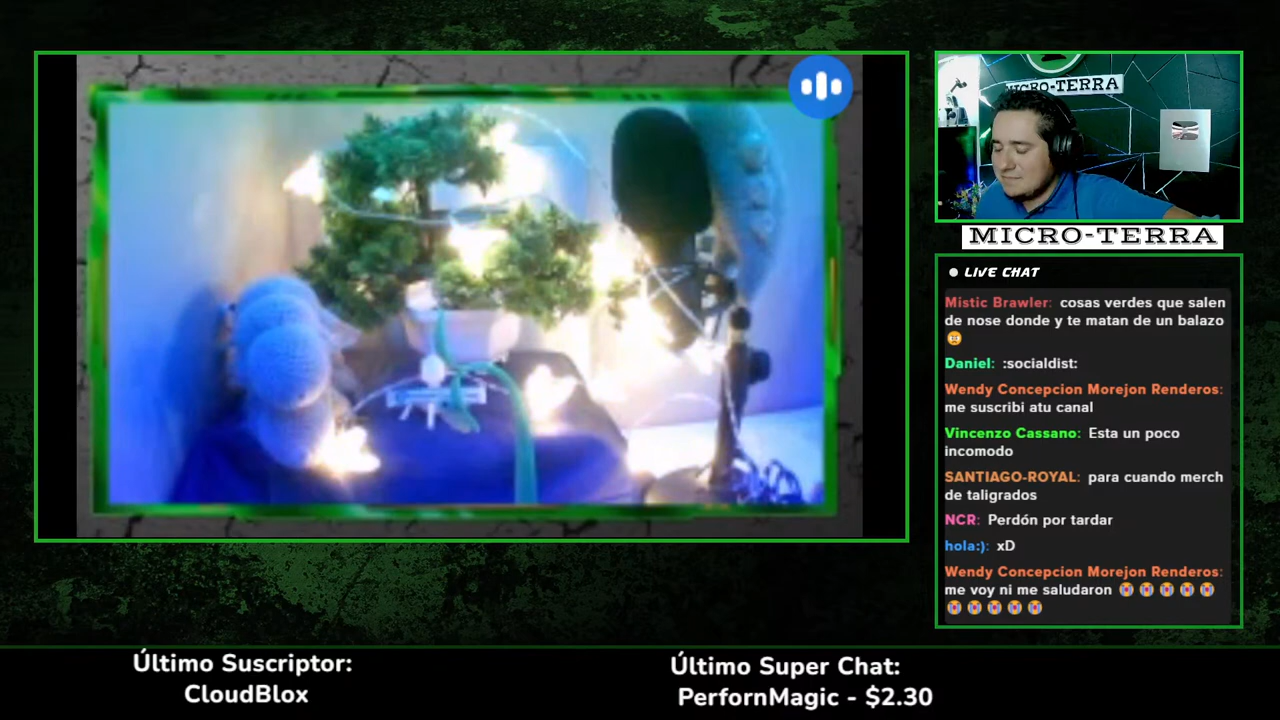 MICRO-TERRA
MICRO-TERRA
LIVE CHAT
Mistic Brawler: cosas verdes que salen
de nose donde y te matan de un balazo
Daniel: :socialdist:
Wendy Concepcion Morejon Renderos:
me suscribi atu canal
Vincenzo Cassano: Esta un poco
incomodo
SANTIAGO-ROYAL: para cuando merch
de taligrados
NCR: Perdón por tardar
hola:): xD
Wendy Concepcion Morejon Renderos:
me voy ni me saludaron
Último Suscriptor:
CloudBlox
Último Super Chat:
PerfornMagic - $2.30